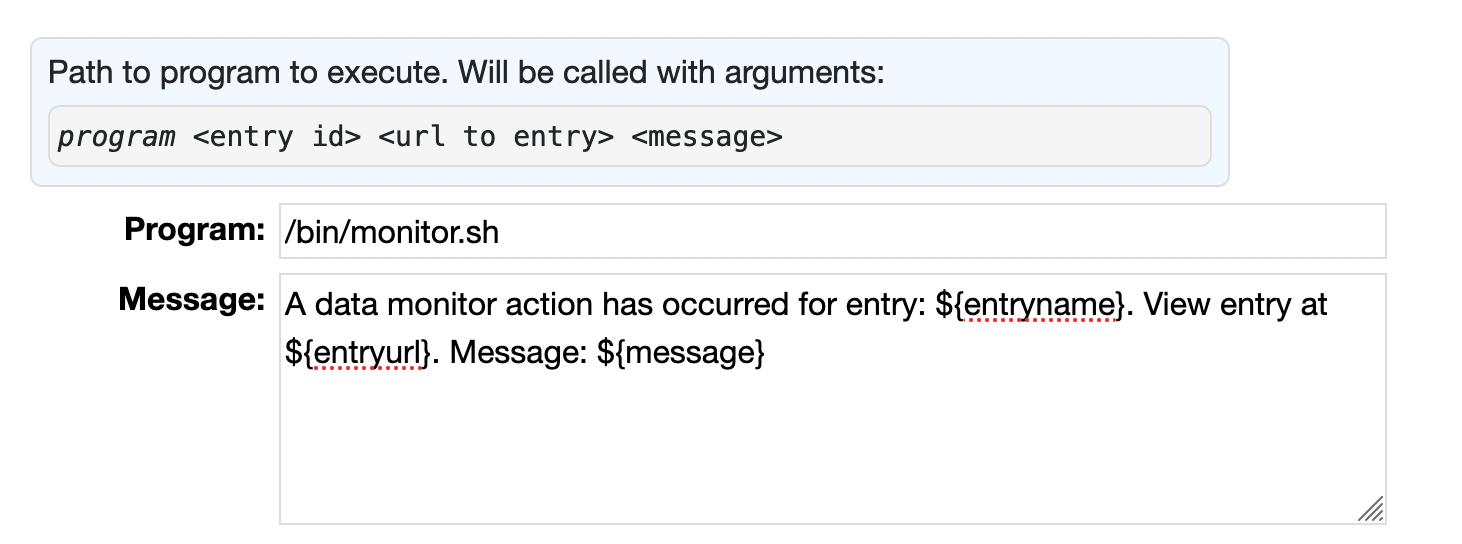 Path to program to execute. Will be called with arguments:
program <entry id> <url to entry> <message>
Program: /bin/monitor.sh
Message: A data monitor action has occurred for entry: ${entryname}. View entry at
${entryurl}. Message: ${message}